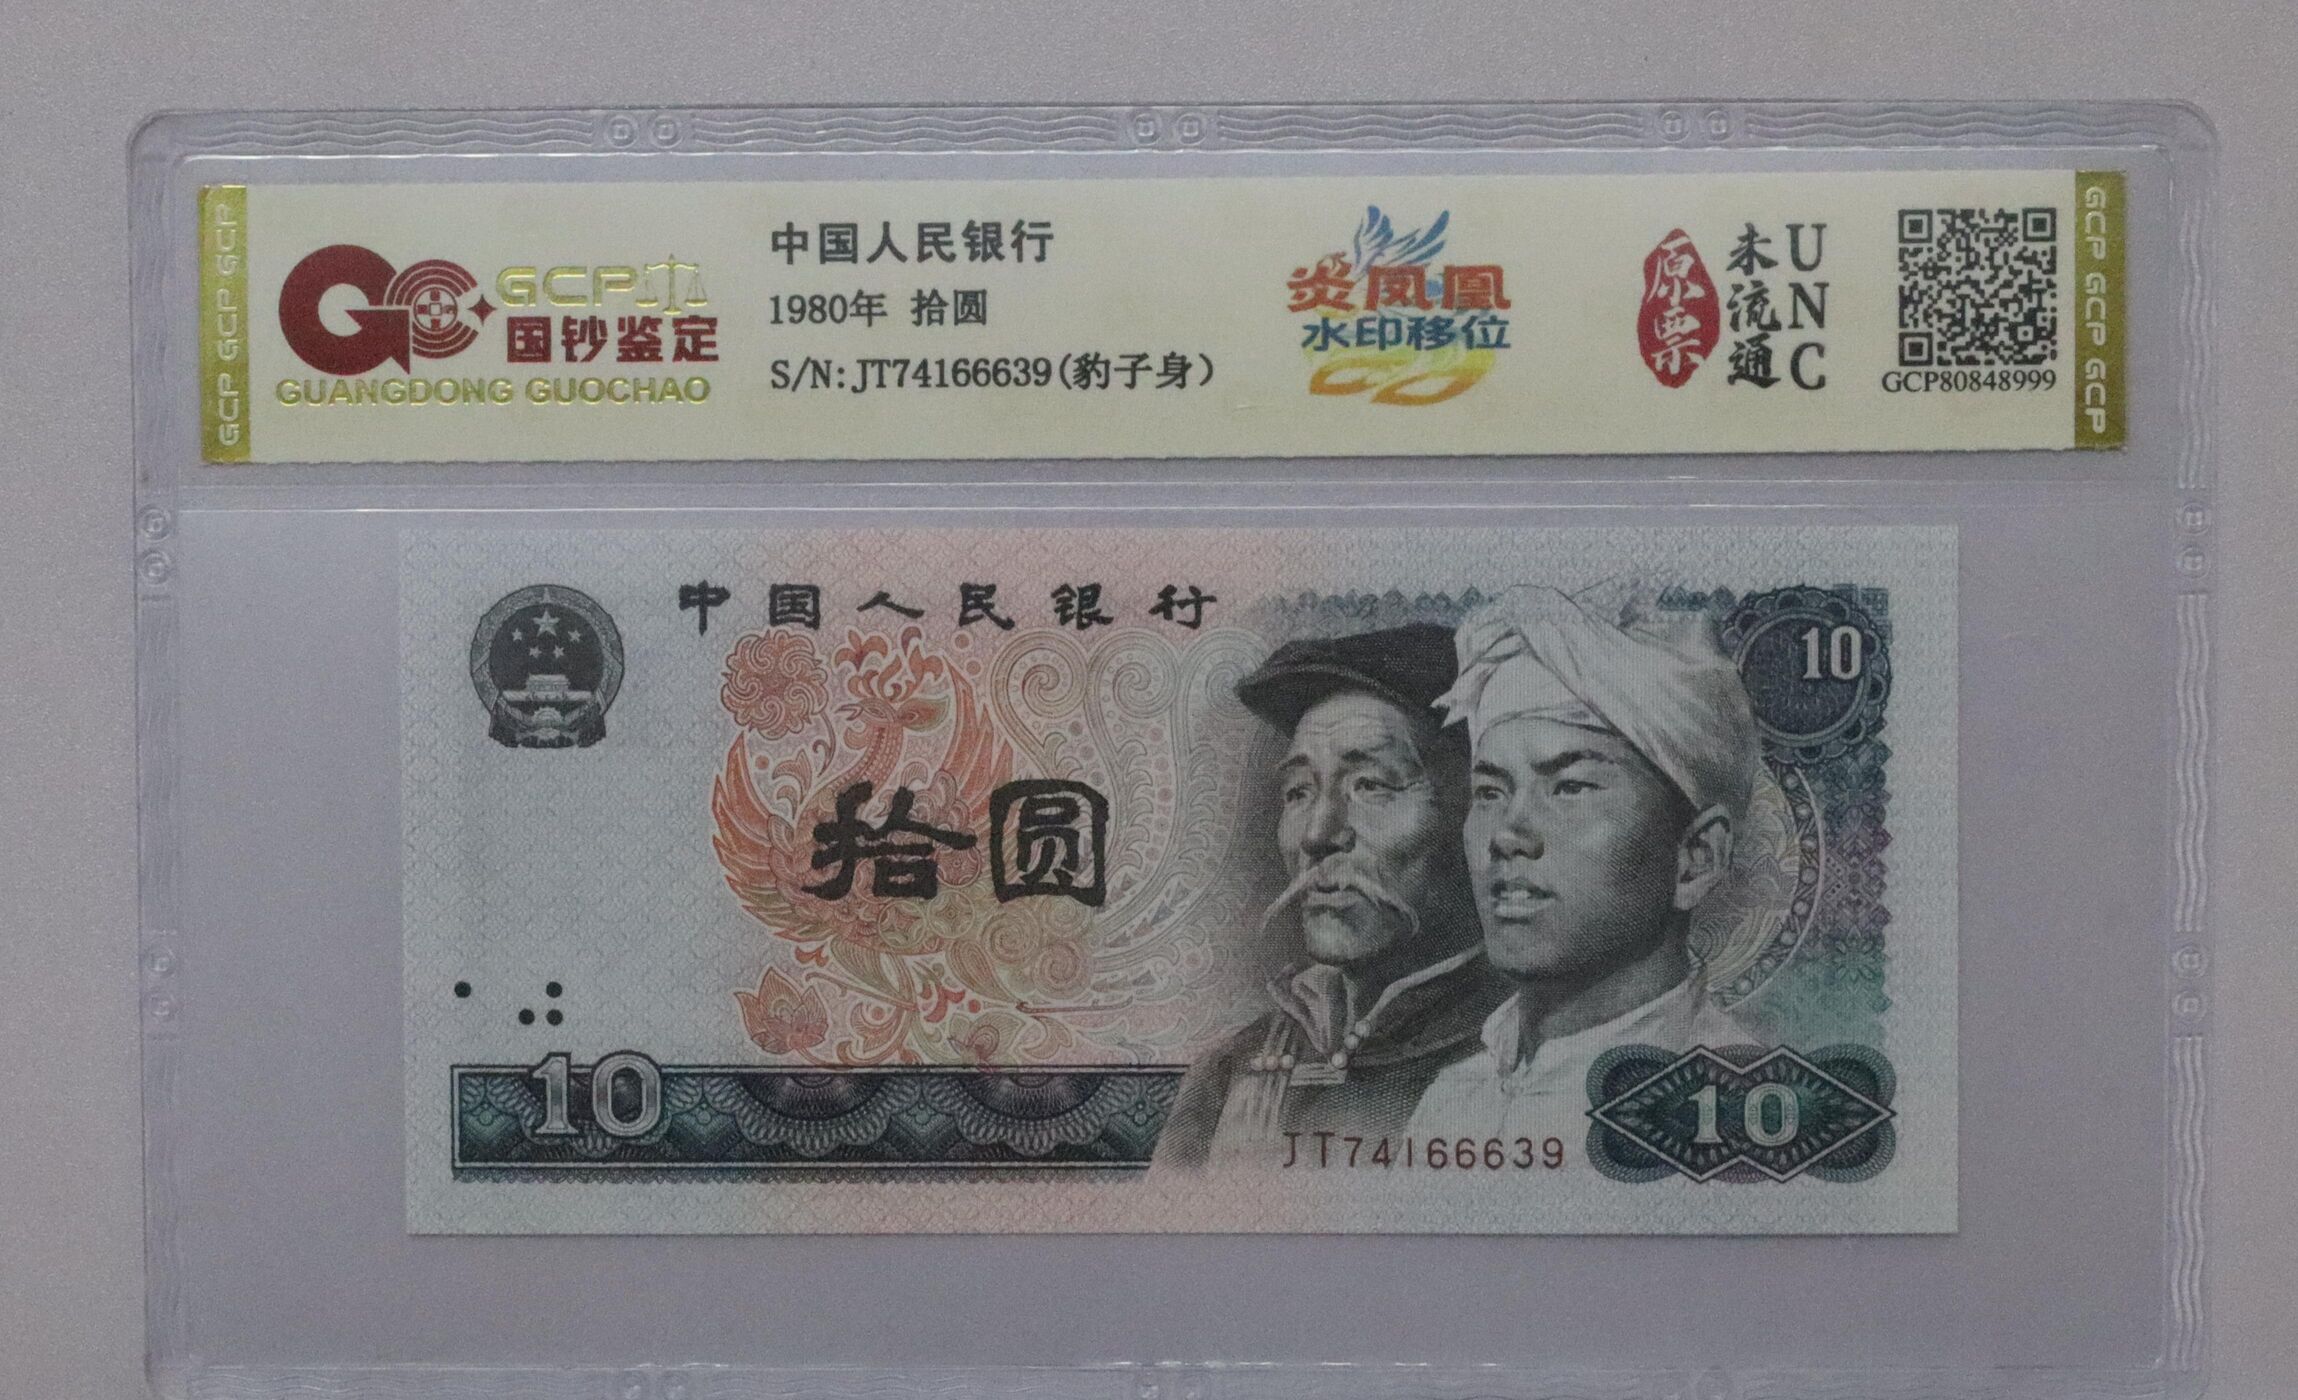 GCP GCP GCP GCP
GCP
国钞鉴定
GUANGDONG GUOCHAO
中国人民银行
1980年 拾圆
S/N:JT74166639(豹子身)
炎凤凰
水印移位
原票
未流通
UNC
GCP80848999
GCP GCP GCP GCP
中国人民银行
10
拾圆
10
JT74166639
10